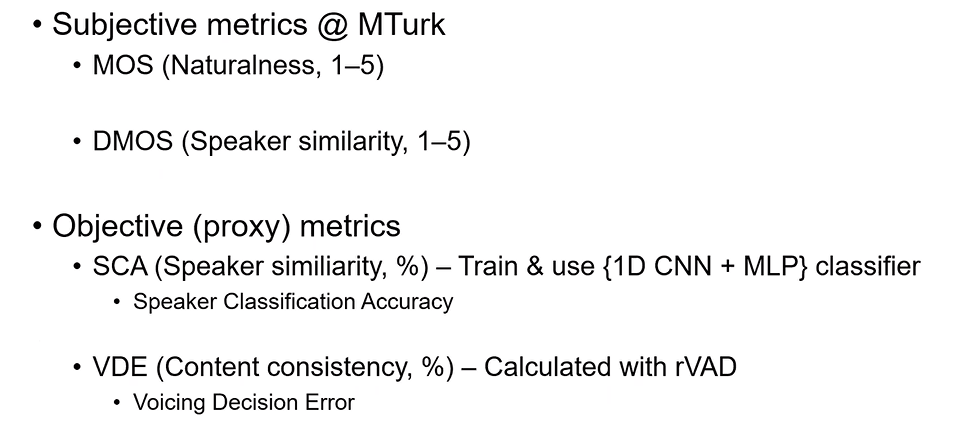 • Subjective metrics @ MTurk
• MOS (Naturalness, 1–5)
• DMOS (Speaker similarity, 1–5)
• Objective (proxy) metrics
• SCA (Speaker similiarity, %) – Train & use {1D CNN + MLP} classifier
• Speaker Classification Accuracy
• VDE (Content consistency, %) – Calculated with rVAD
• Voicing Decision Error